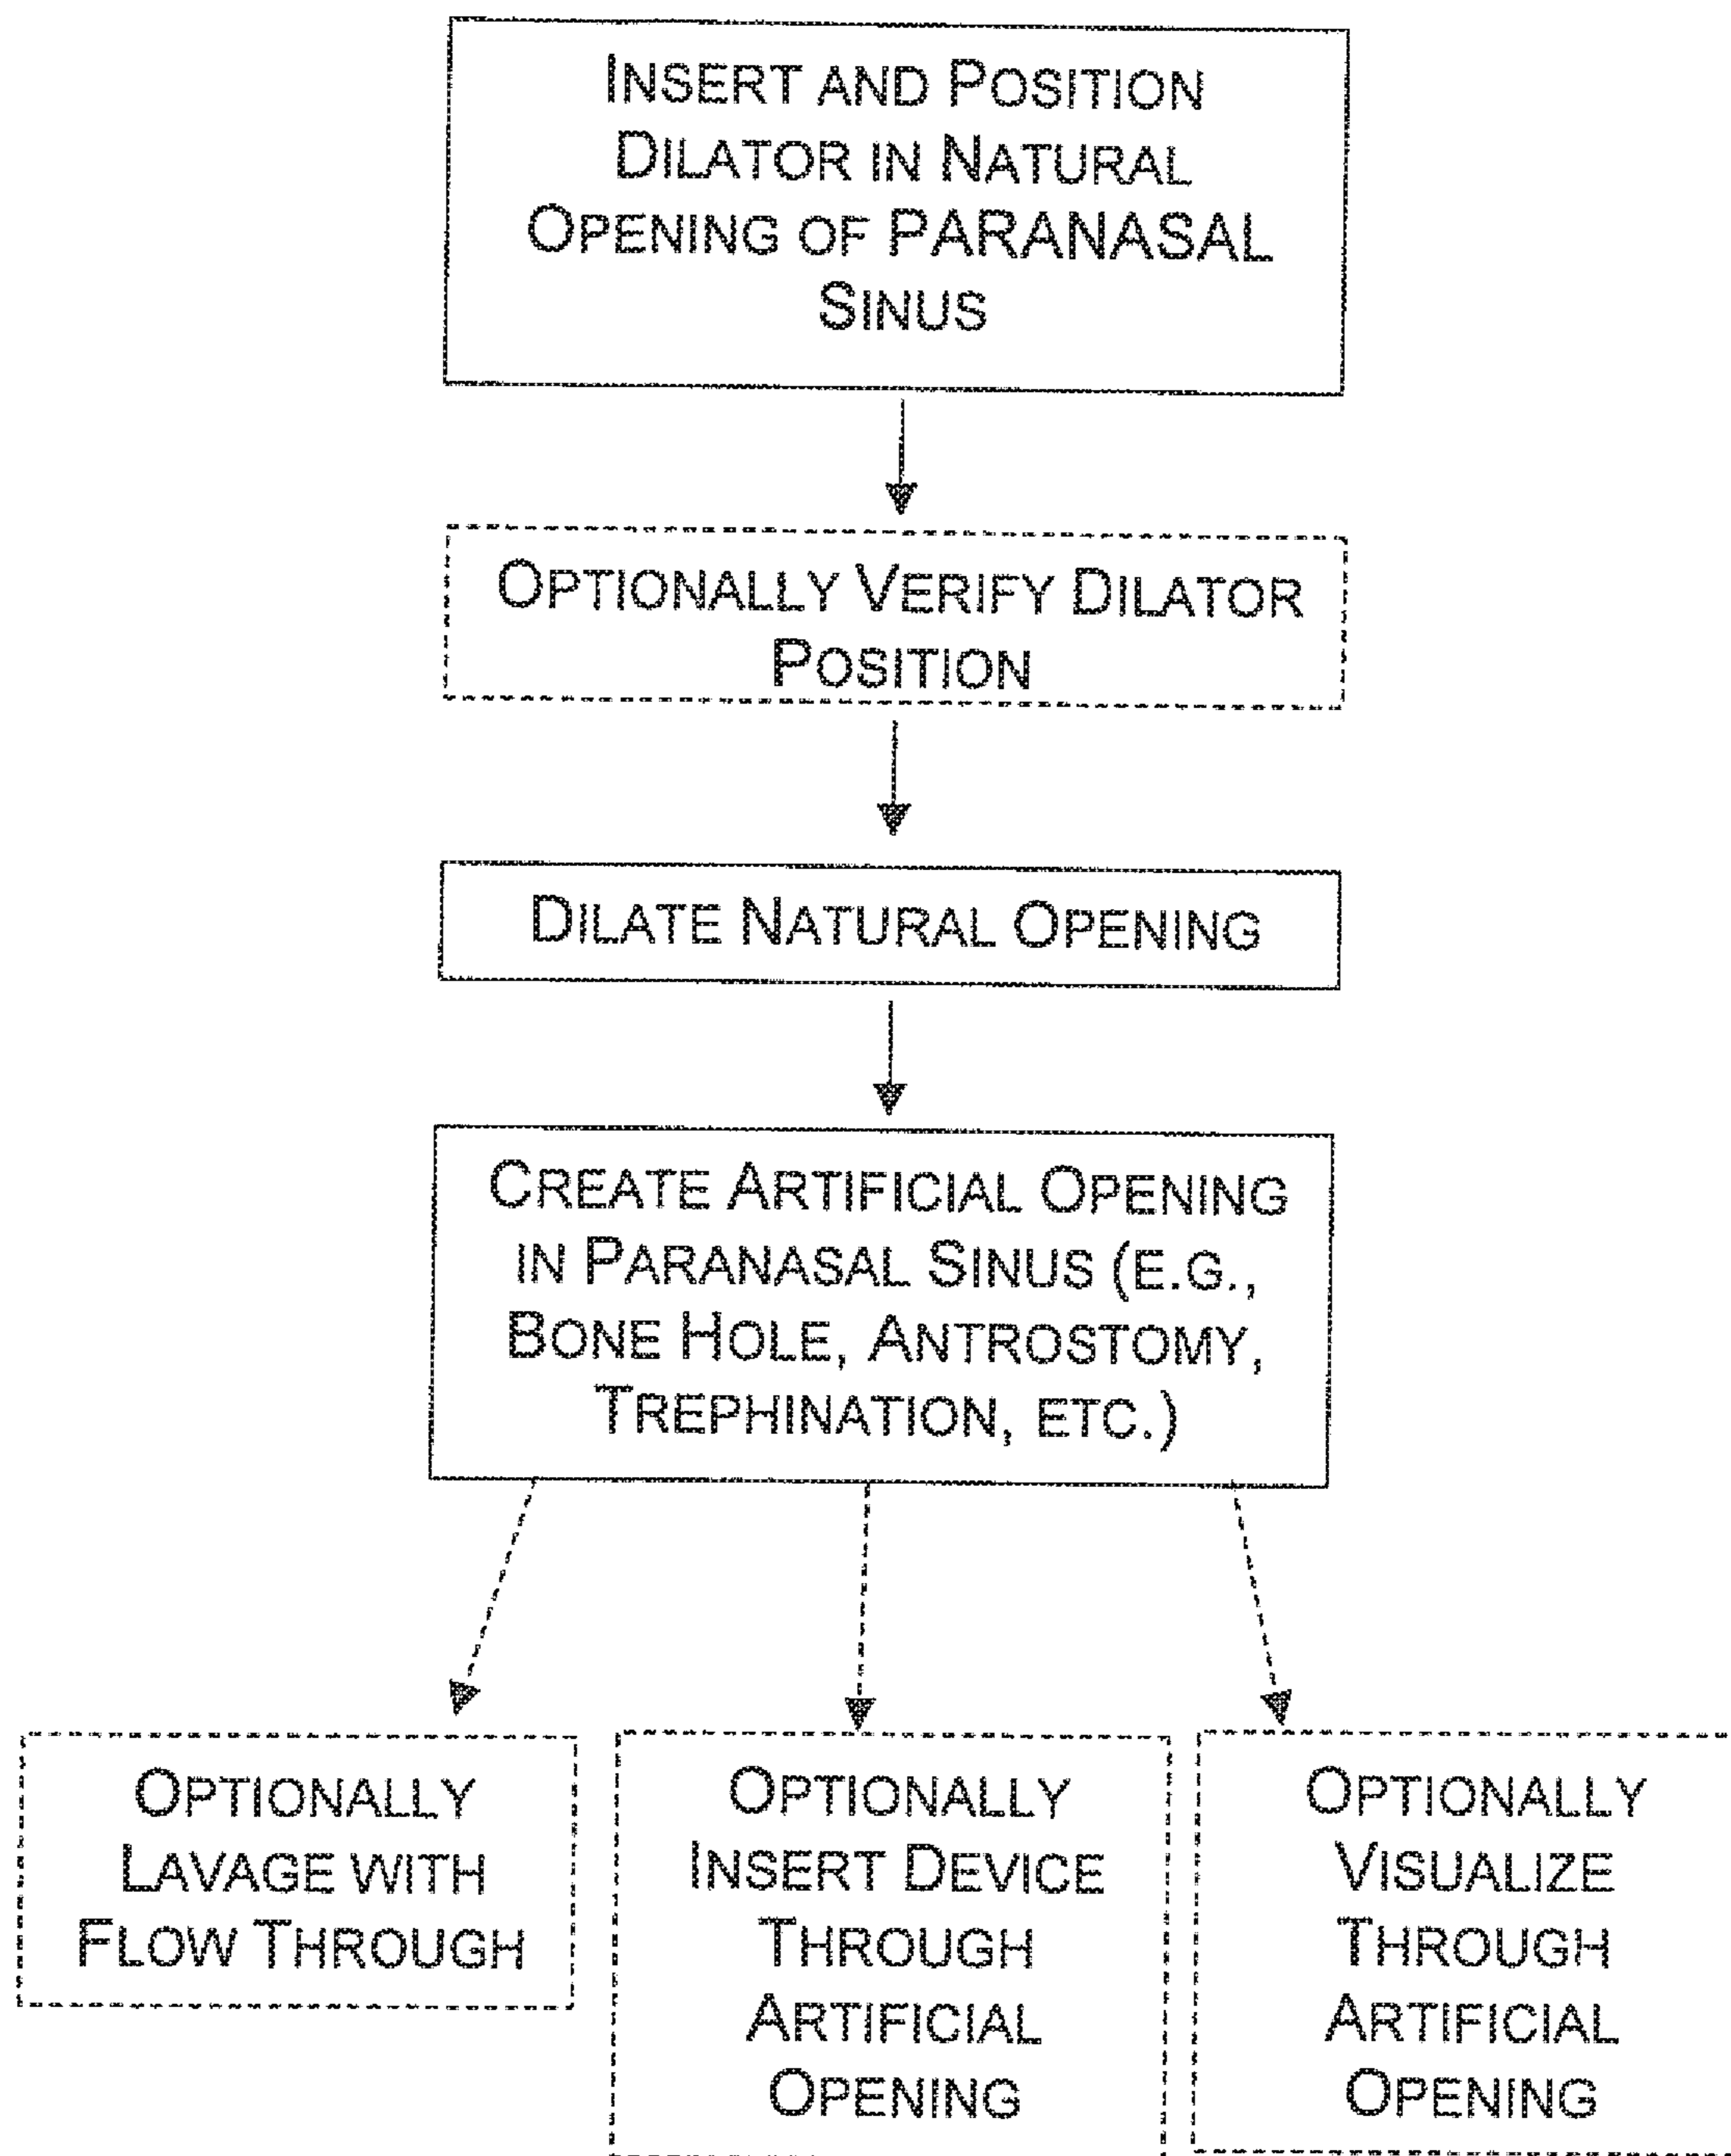 INSERT AND POSITION
DILATOR IN NATURAL
OPENING OF PARANASAL
SINUS
OPTIONALLY VERIFY DILATOR
POSITION
DILATE NATURAL OPENING
CREATE ARTIFICIAL OPENING
IN PARANASAL SINUS (E.G.,
BONE HOLE, ANTROSTOMY,
TREPHINATION, ETC.)
OPTIONALLY
LAVAGE WITH
FLOW THROUGH
OPTIONALLY
INSERT DEVICE
THROUGH
ARTIFICIAL
OPENING
OPTIONALLY
VISUALIZE
THROUGH
ARTIFICIAL
OPENING